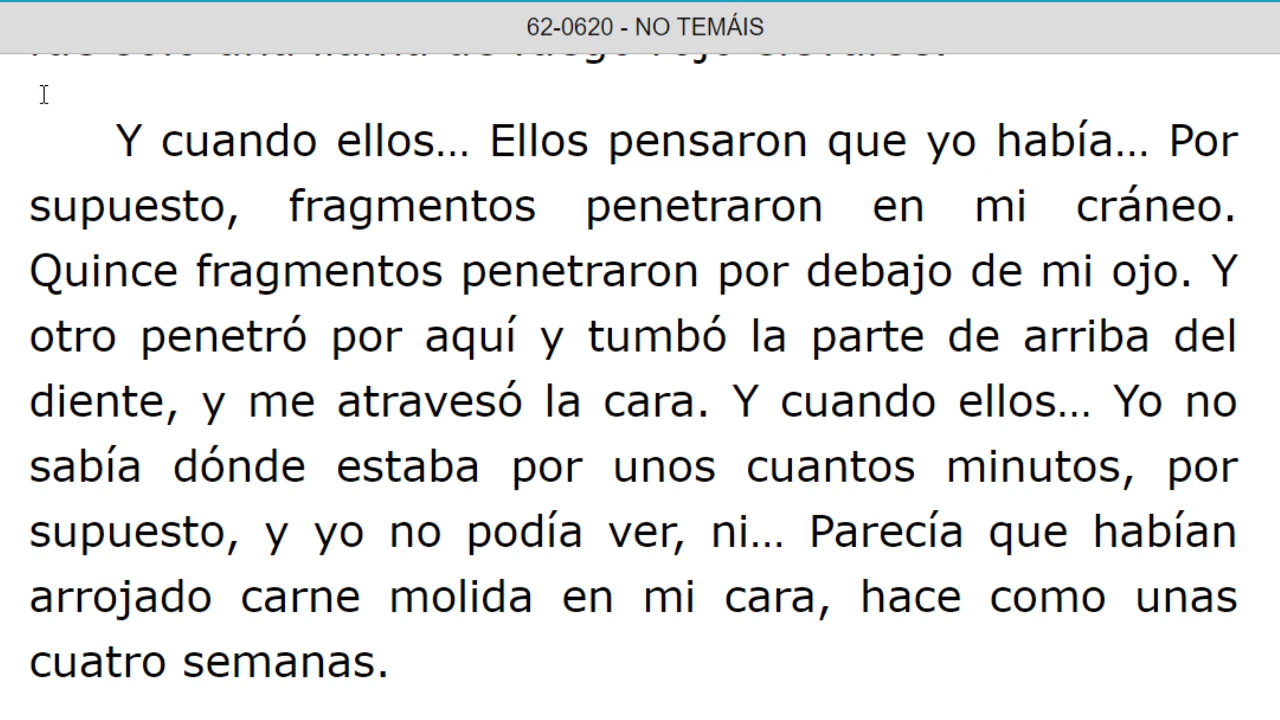 62-0620 - NO TEMÁIS
Y cuando ellos… Ellos pensaron que yo había… Por
supuesto, fragmentos penetraron en mi cráneo.
Quince fragmentos penetraron por debajo de mi ojo. Y
otro penetró por aquí y tumbó la parte de arriba del
diente, y me atravesó la cara. Y cuando ellos… Yo no
sabía dónde estaba por unos cuantos minutos, por
supuesto, y yo no podía ver, ni… Parecía que habían
arrojado carne molida en mi cara, hace como unas
cuatro semanas.